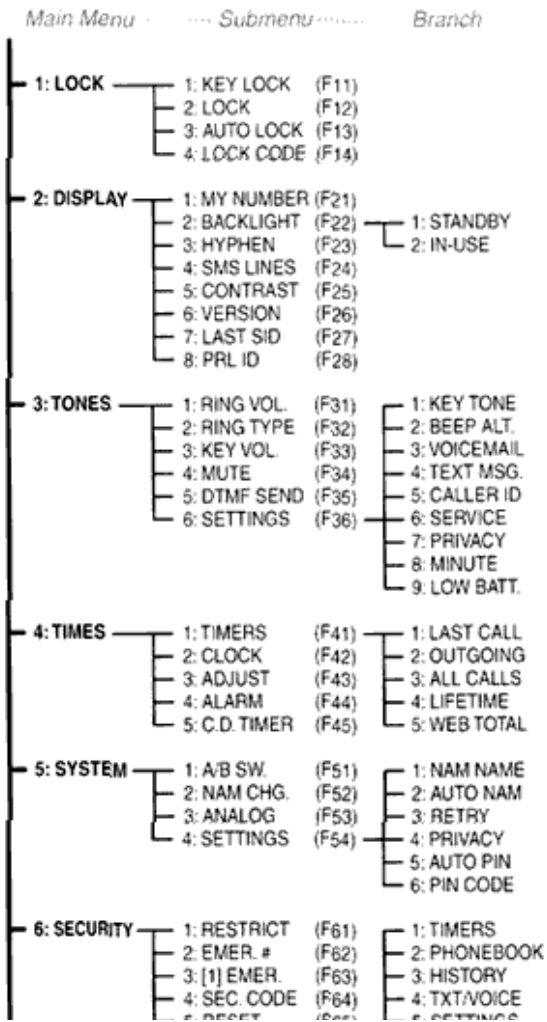 Main Menu Submenu Branch
1: LOCK 1: KEY LOCK (F11)
2: LOCK (F12)
3: AUTO LOCK (F13)
4: LOCK CODE (F14)
2: DISPLAY 1: MY NUMBER (F21)
2: BACKLIGHT (F22) 1: STANDBY
3: HYPHEN (F23) 2: IN-USE
4: SMS LINES (F24)
5: CONTRAST (F25)
6: VERSION (F26)
7: LAST SID (F27)
8: PRL ID (F28)
3: TONES 1: RING VOL. (F31) 1: KEY TONE
2: RING TYPE (F32) 2: BEEP ALT.
3: KEY VOL. (F33) 3: VOICEMAIL
4: MUTE (F34) 4: TEXT MSG.
5: DTMF SEND (F35) 5: CALLER ID
6: SETTINGS (F36) 6: SERVICE
7: PRIVACY
8: MINUTE
9: LOW BATT.
4: TIMES 1: TIMERS (F41) 1: LAST CALL
2: CLOCK (F42) 2: OUTGOING
3: ADJUST (F43) 3: ALL CALLS
4: ALARM (F44) 4: LIFETIME
5: C.D. TIMER (F45) 5: WEB TOTAL
5: SYSTEM 1: A/B SW. (F51) 1: NAM NAME
2: NAM CHG. (F52) 2: AUTO NAM
3: ANALOG (F53) 3: RETRY
4: SETTINGS (F54) 4: PRIVACY
5: AUTO PIN
6: PIN CODE
6: SECURITY 1: RESTRICT (F61) 1: TIMERS
2: EMER. # (F62) 2: PHONEBOOK
3: [1] EMER. (F63) 3: HISTORY
4: SEC. CODE (F64) 4: TXT/VOICE
5: RESET (F65) 5: SETTINGS